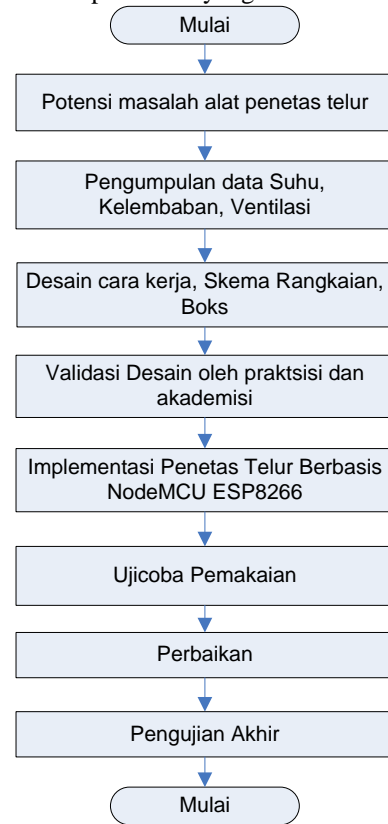 Mulai
Potensi masalah alat penetas telur
Pengumpulan data Suhu,
Kelembaban, Ventilasi
Desain cara kerja, Skema Rangkaian,
Boks
Validasi Desain oleh praktsisi dan
akademisi
Implementasi Penetas Telur Berbasis
NodeMCU ESP8266
Ujicoba Pemakaian
Perbaikan
Pengujian Akhir
Mulai